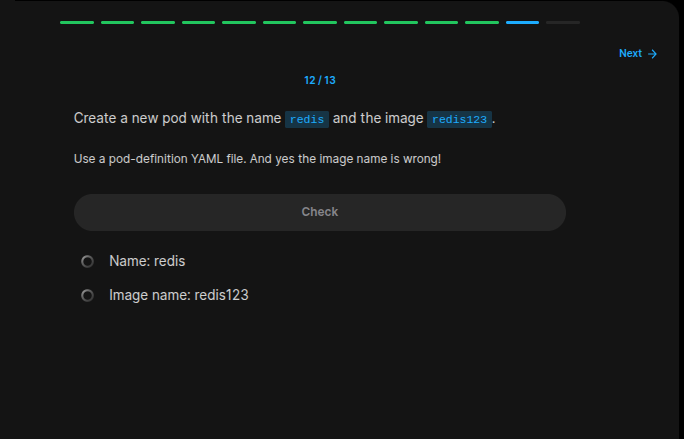 Next →
12 / 13
Create a new pod with the name redis and the image redis123.
Use a pod-definition YAML file. And yes the image name is wrong!
Check
Name: redis
Image name: redis123